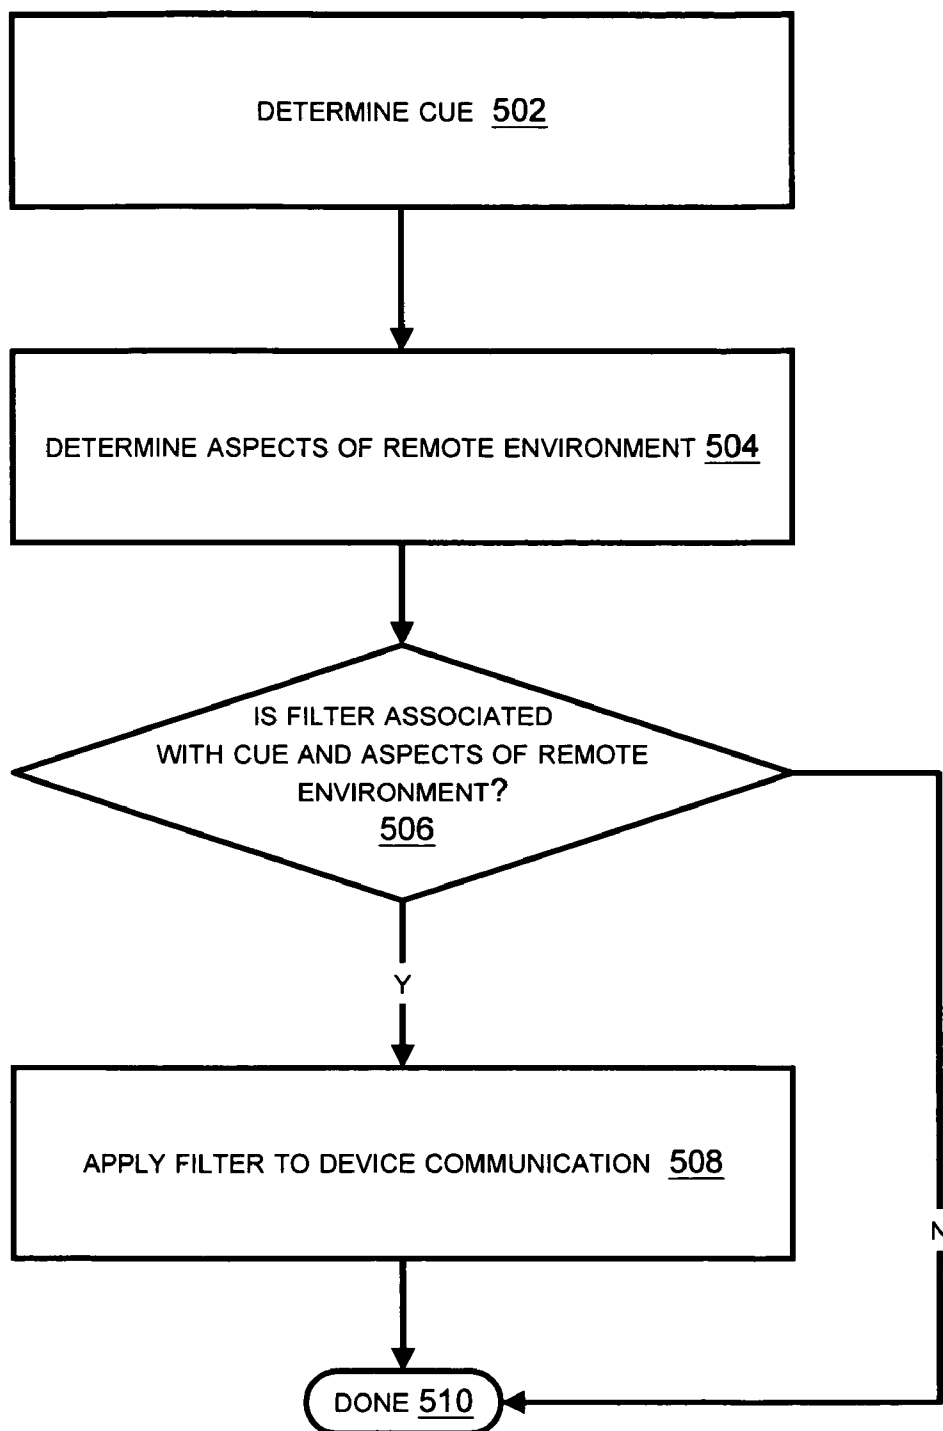 DETERMINE CUE 502
DETERMINE ASPECTS OF REMOTE ENVIRONMENT 504
IS FILTER ASSOCIATED
WITH CUE AND ASPECTS OF REMOTE
ENVIRONMENT?
506
Y
APPLY FILTER TO DEVICE COMMUNICATION 508
N
DONE 510